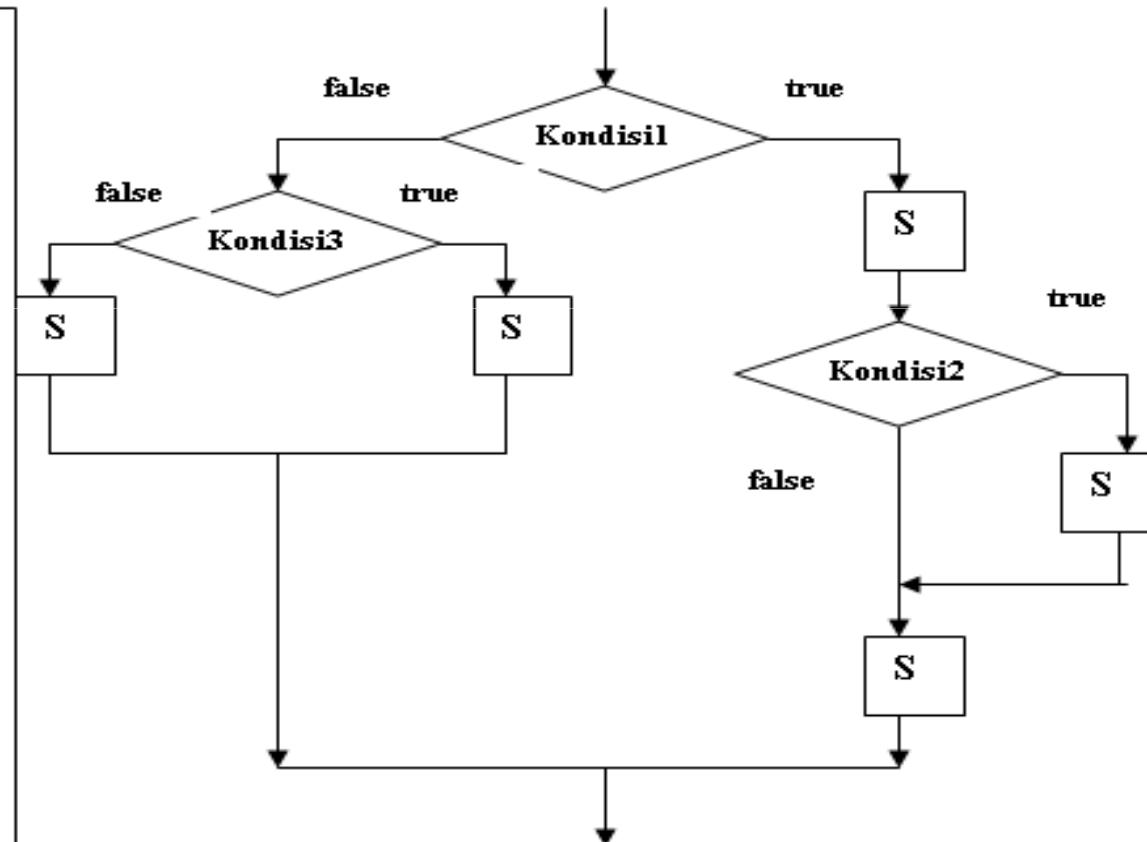 false
true
Kondisi1
false
true
S
Kondisi3
S
S
true
Kondisi2
false
S
S